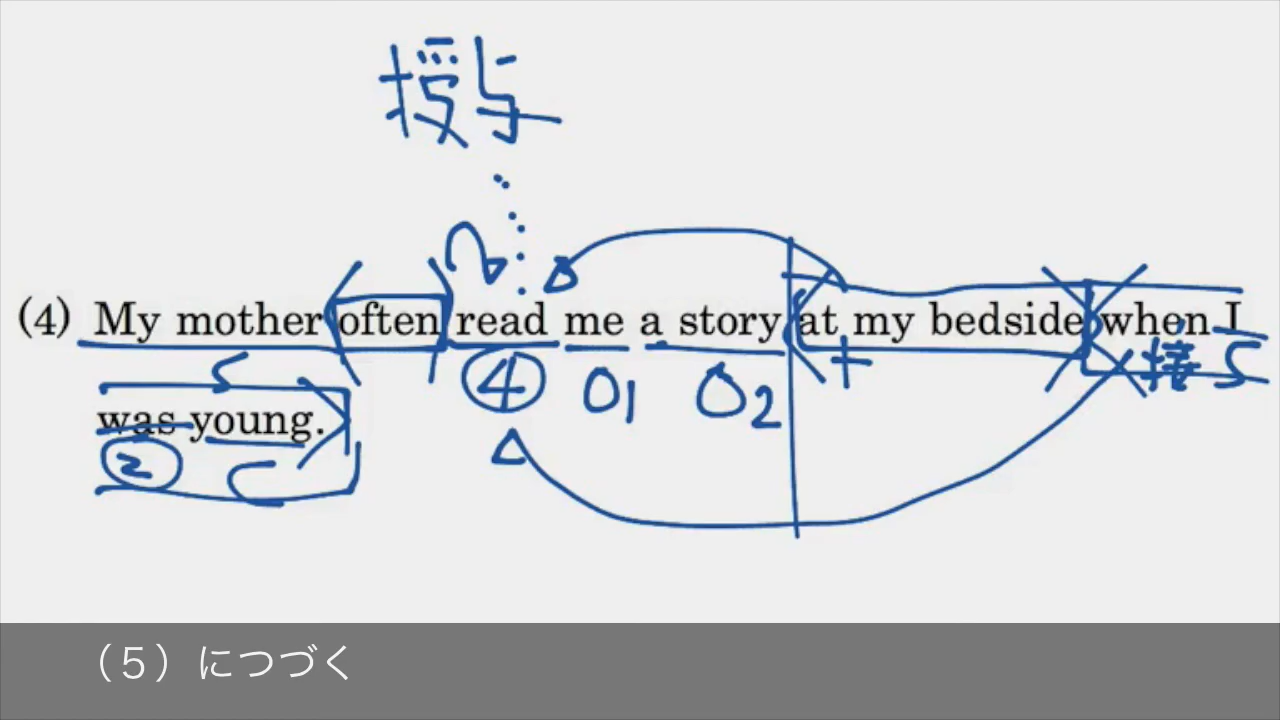 授与
(4) My mother often read me a story at my bedside when I
S ④ O1 O2 + 接 S
was young.
② C
（５）につづく